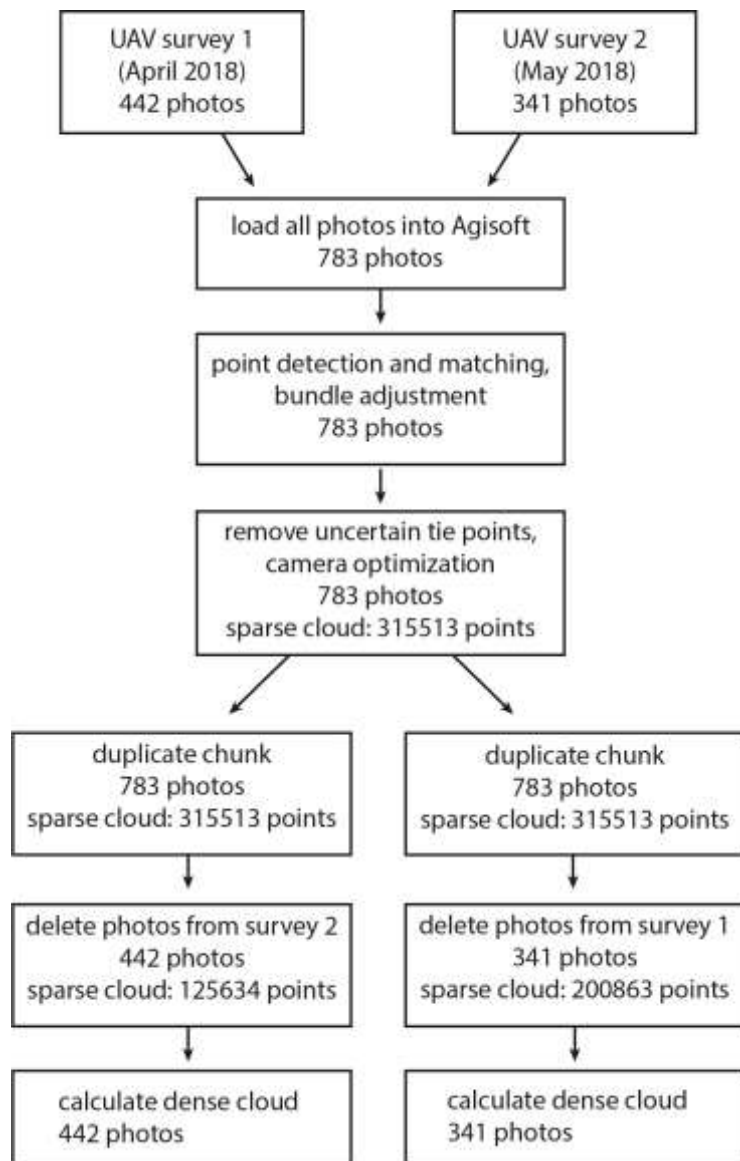 UAV survey 1
(April 2018)
442 photos
UAV survey 2
(May 2018)
341 photos
load all photos into Agisoft
783 photos
point detection and matching,
bundle adjustment
783 photos
remove uncertain tie points,
camera optimization
783 photos
sparse cloud: 315513 points
duplicate chunk
783 photos
sparse cloud: 315513 points
duplicate chunk
783 photos
sparse cloud: 315513 points
delete photos from survey 2
442 photos
sparse cloud: 125634 points
delete photos from survey 1
341 photos
sparse cloud: 200863 points
calculate dense cloud
442 photos
calculate dense cloud
341 photos